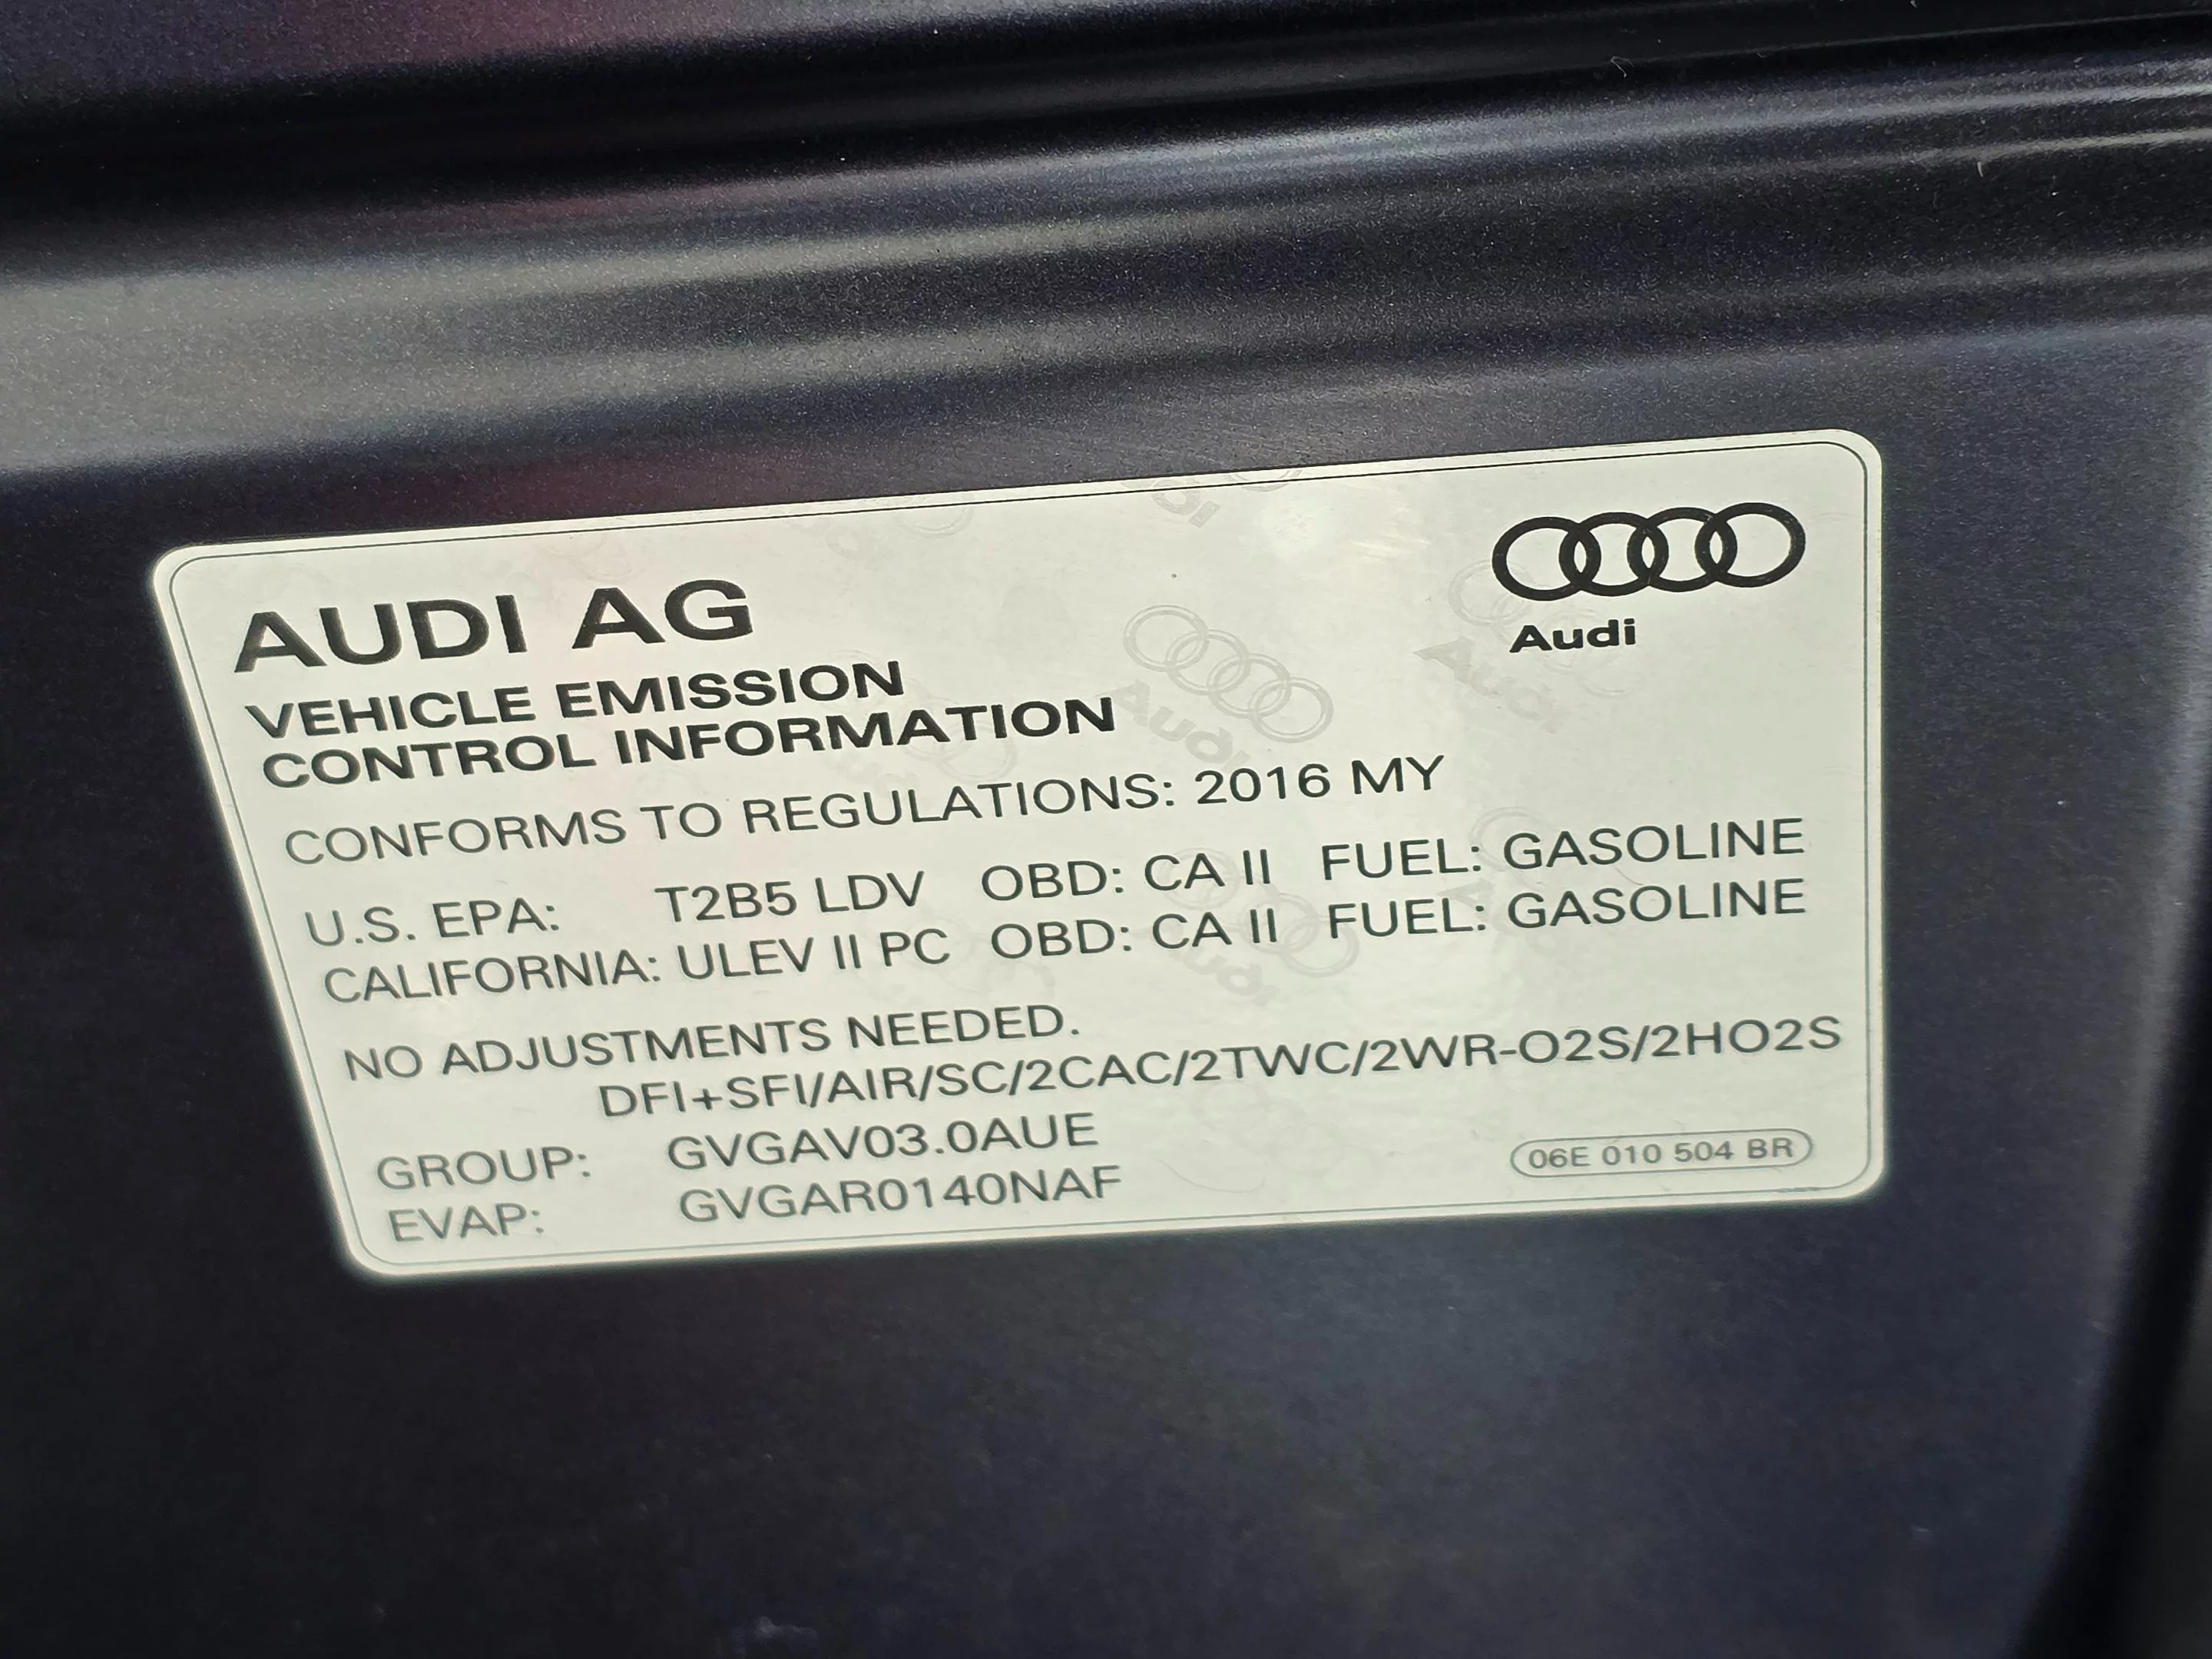 AUDI AG
Audi
VEHICLE EMISSION
CONTROL INFORMATION
CONFORMS TO REGULATIONS: 2016 MY
U.S. EPA: T2B5 LDV OBD: CA II FUEL: GASOLINE
CALIFORNIA: ULEV II PC OBD: CA II FUEL: GASOLINE
NO ADJUSTMENTS NEEDED.
DFI+SFI/AIR/SC/2CAC/2TWC/2WR-O2S/2HO2S
GROUP: GVGAV03.0AUE
EVAP: GVGAR0140NAF
06E 010 504 BR